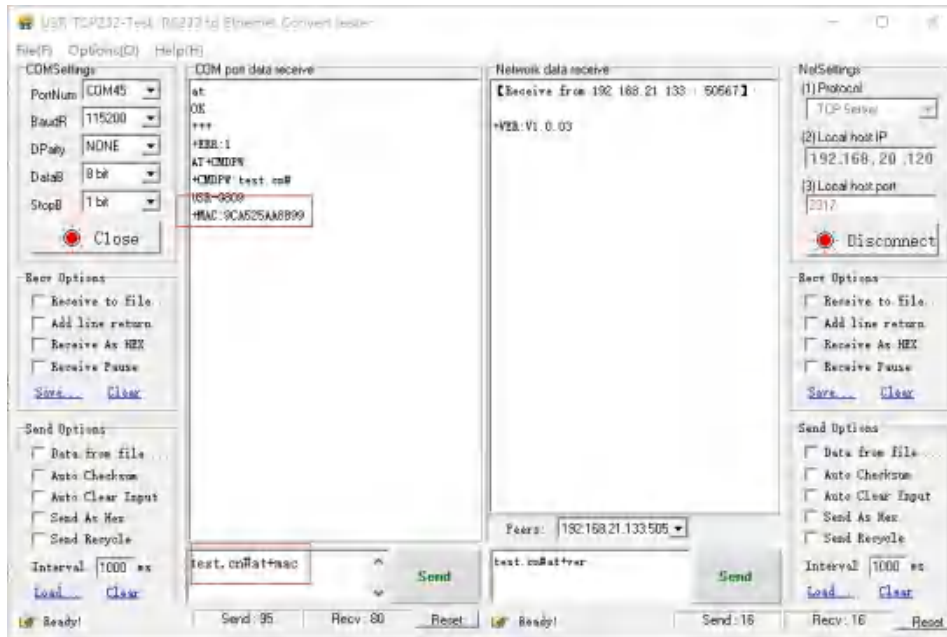 USR-TCP232-Test RS232 to Ethernet Convert tester
File(F) Options(O) Help(H)
COMSettings
PortNum COM45
BaudR 115200
DPaity NONE
DataB 8 bit
StopB 1 bit
Close
Recv Options
Receive to file...
Add line return
Receive As HEX
Receive Pause
Save... Clear
Send Options
Data from file ...
Auto Checksum
Auto Clear Input
Send As Hex
Send Recycle
Interval 1000 ms
Load... Clear
Ready!
COM port data receive
at
OK
+++
+ERR:1
AT+CMDPW
+CMDPW:test.cn#
+MAC:9CA525AA8B99
test.cn#at+mac
Send
Send : 95 Recv : 80 Reset
Network data receive
【Receive from 192.168.21.133 : 50567】
+VER:V1.0.03
Peers: 192.168.21.133:505
test.cn#at+ver
Send
Ready! Send : 16 Recv : 16 Reset
NetSettings
(1) Protocol
TCP Server
(2) Local host IP
192.168.20.120
(3) Local host port
2317
Disconnect
Recv Options
Receive to file...
Add line return
Receive As HEX
Receive Pause
Save... Clear
Send Options
Data from file ...
Auto Checksum
Auto Clear Input
Send As Hex
Send Recycle
Interval 1000 ms
Load... Clear